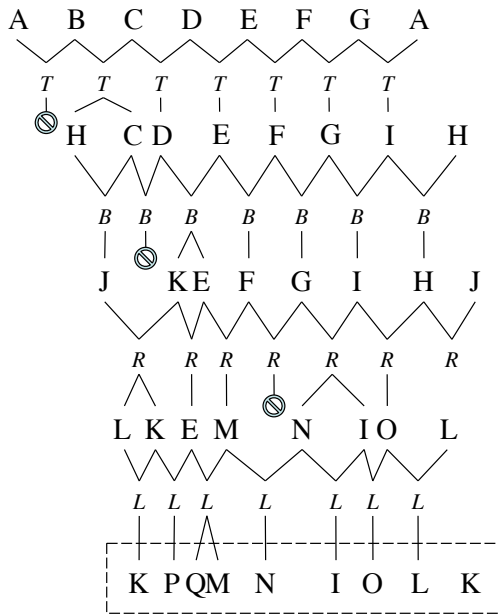 A B C D E F G A
T T T T T T T
H C D E F G I H
B B B B B B B
J K E F G I H J
R R R R R R R
L K E M N I O L
L L L L L L L
K P Q M N I O L K